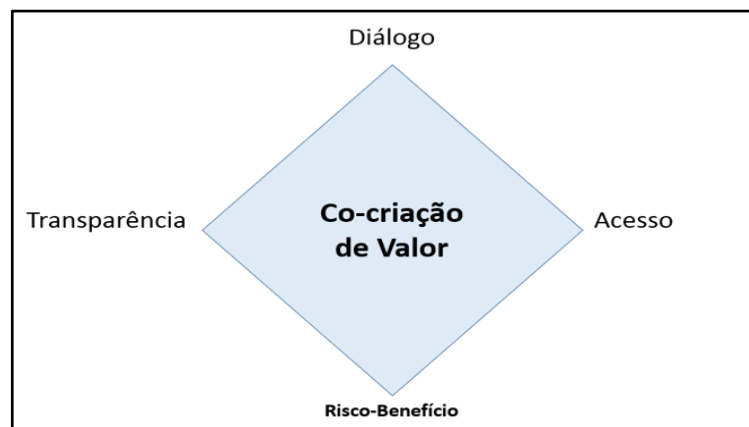 Diálogo
Transparência
Co-criação
de Valor
Acesso
Risco-Benefício